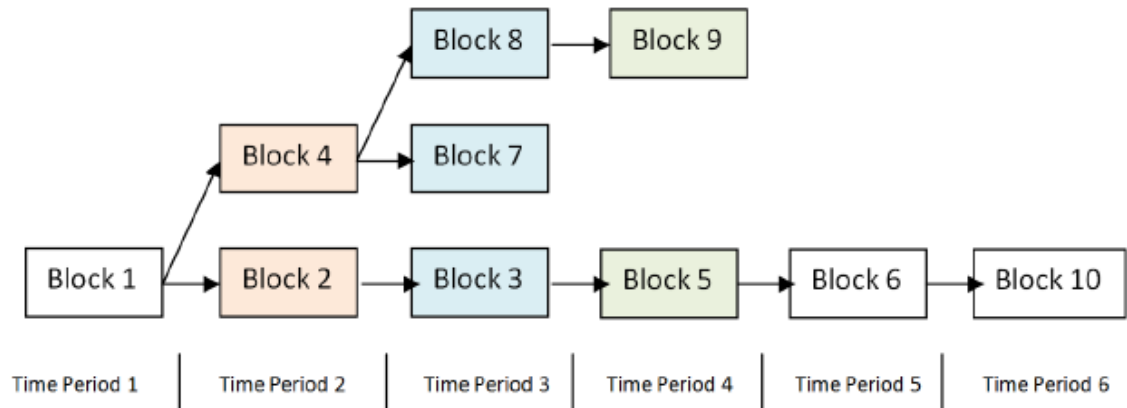 Block 8
Block 9
Block 4
Block 7
Block 1
Block 2
Block 3
Block 5
Block 6
Block 10
Time Period 1
Time Period 2
Time Period 3
Time Period 4
Time Period 5
Time Period 6